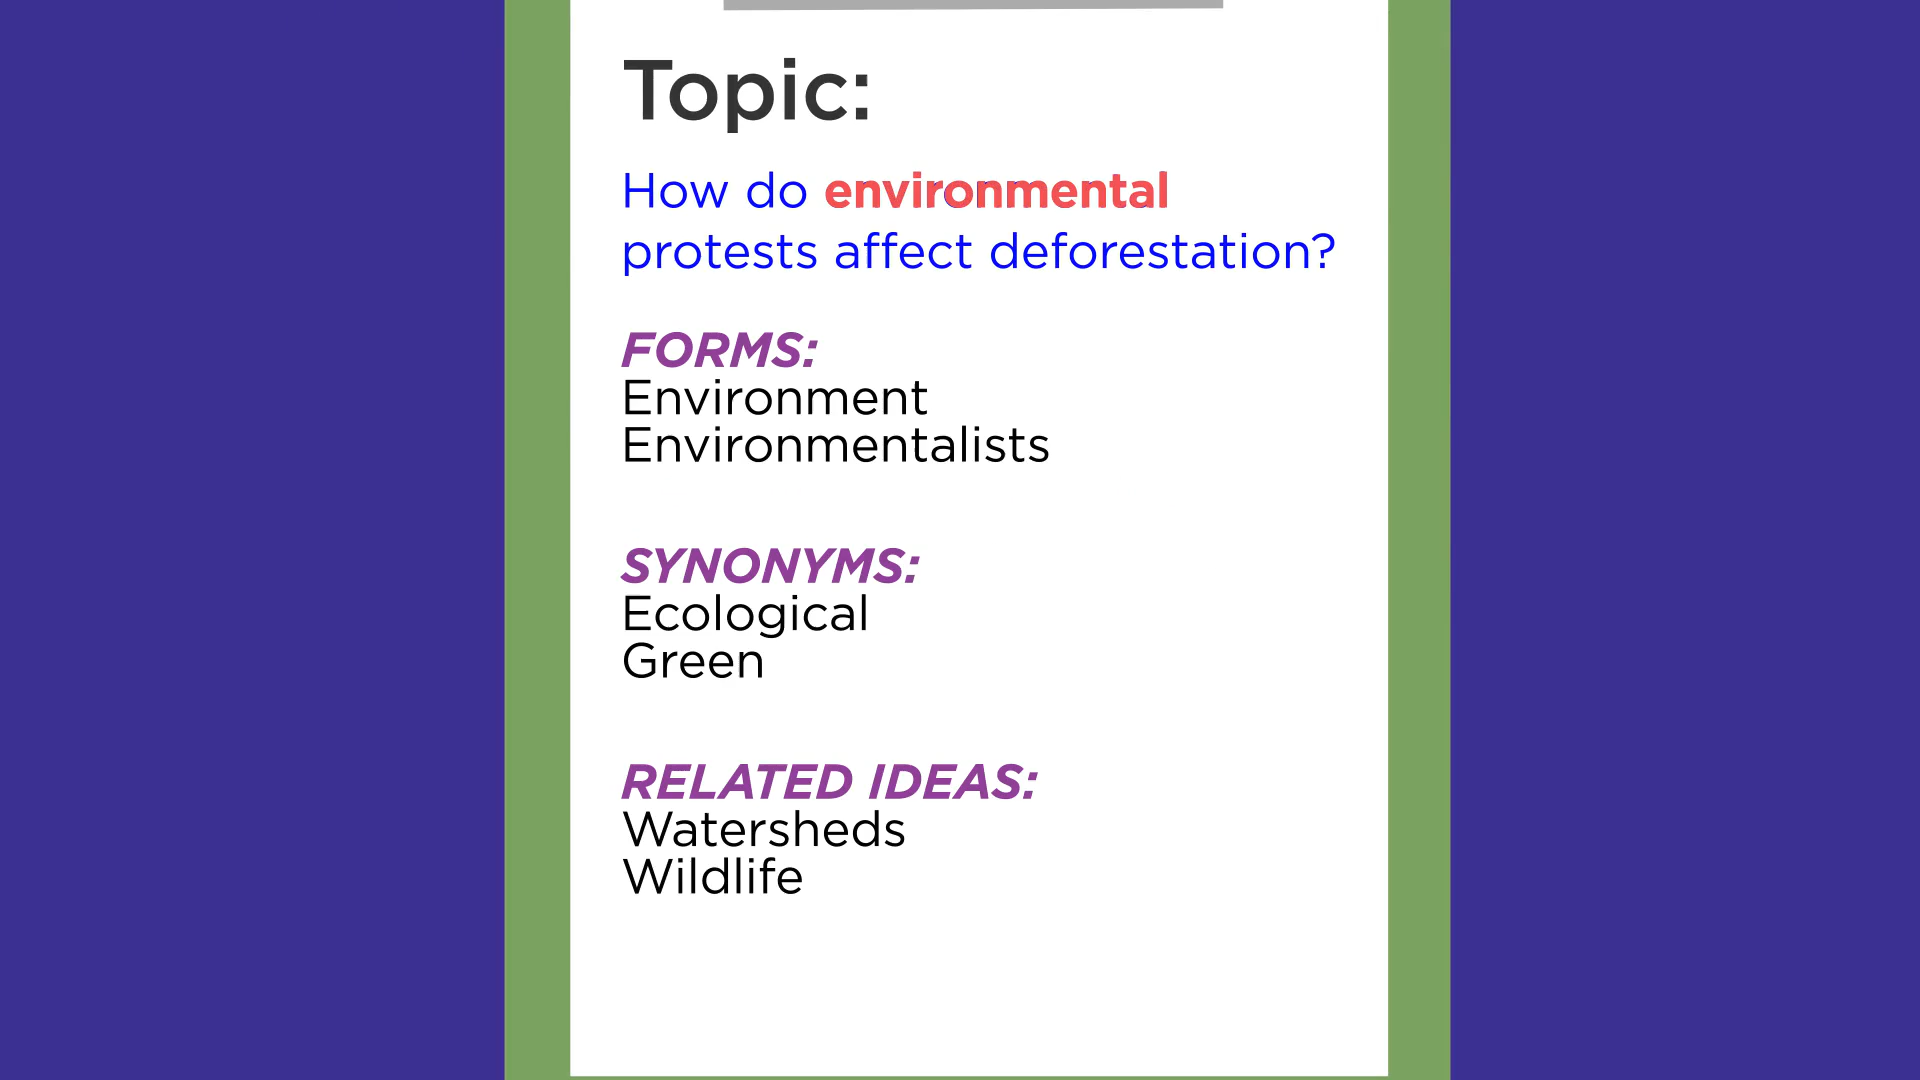 Topic:
How do environmental
protests affect deforestation?
FORMS:
Environment
Environmentalists
SYNONYMS:
Ecological
Green
RELATED IDEAS:
Watersheds
Wildlife